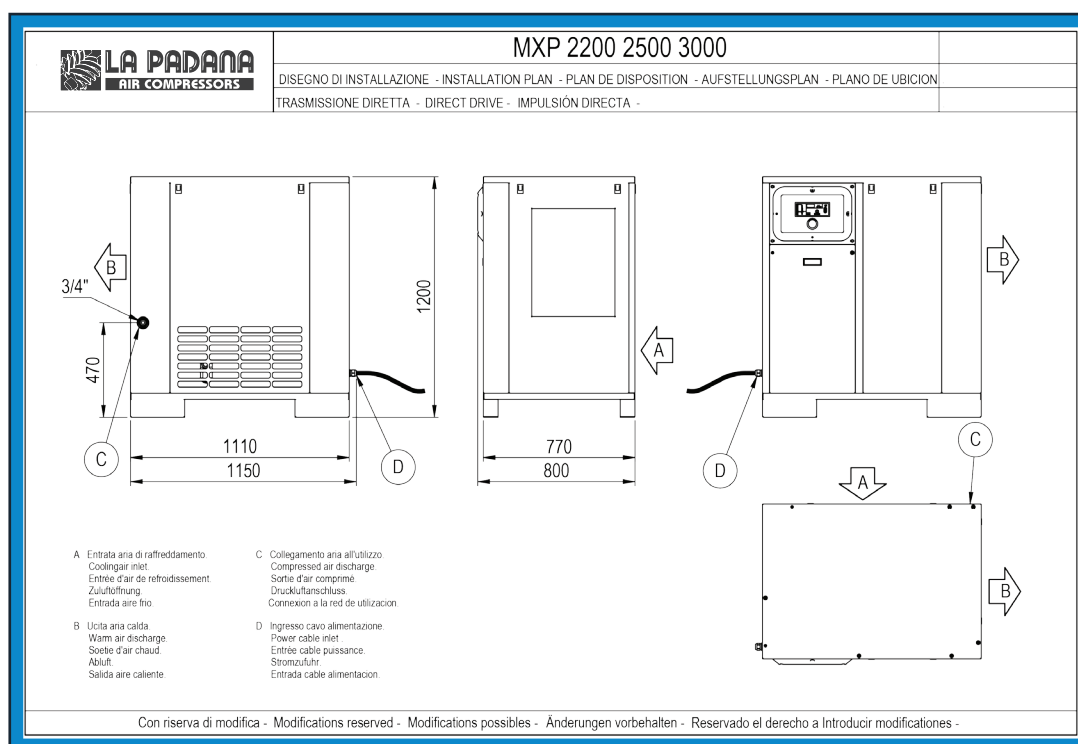 LA PADANA
AIR COMPRESSORS
MXP 2200 2500 3000
DISEGNO DI INSTALLAZIONE - INSTALLATION PLAN - PLAN DE DISPOSITION - AUFSTELLUNGSPLAN - PLANO DE UBICION
TRASMISSIONE DIRETTA - DIRECT DRIVE - IMPULSIÓN DIRECTA -
B
3/4"
470
C
1200
1110
1150
D
A
770
800
B
D
C
A
B
A Entrata aria di raffreddamento.
Coolingair inlet.
Entrée d'air de refroidissement.
Zuluftöffnung.
Entrada aire frio.
B Ucita aria calda.
Warm air discharge.
Soetie d'air chaud.
Abluft.
Salida aire caliente.
C Collegamento aria all'utilizzo.
Compressed air discharge.
Sortie d'air comprimè.
Druckluftanschluss.
Connexion a la red de utilizacion.
D Ingresso cavo alimentazione.
Power cable inlet .
Entrèe cable puissance.
Stromzufuhr.
Entrada cable alimentacion.
Con riserva di modifica - Modifications reserved - Modifications possibles - Änderungen vorbehalten - Reservado el derecho a Introducir modificationes -